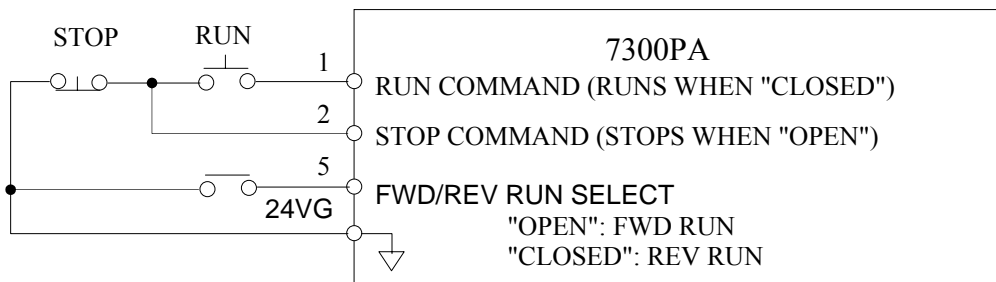 STOP RUN
7300PA
1 RUN COMMAND (RUNS WHEN "CLOSED")
2 STOP COMMAND (STOPS WHEN "OPEN")
5 FWD/REV RUN SELECT
24VG
"OPEN": FWD RUN
"CLOSED": REV RUN